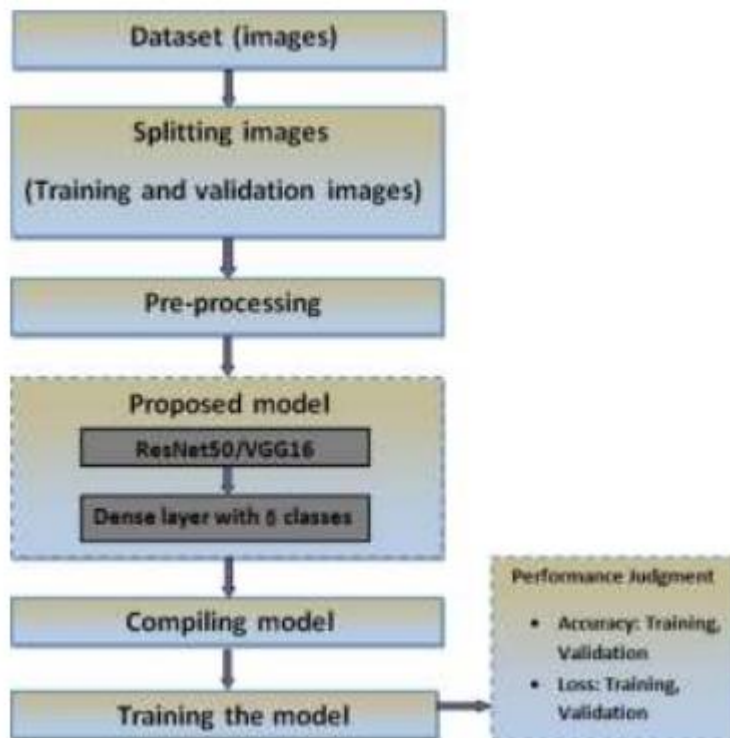 Dataset (images)
Splitting images
(Training and validation images)
Pre-processing
Proposed model
ResNet50/VGG16
Dense layer with 6 classes
Compiling model
Training the model
Performance Judgment
• Accuracy: Training,
Validation
• Loss: Training,
Validation